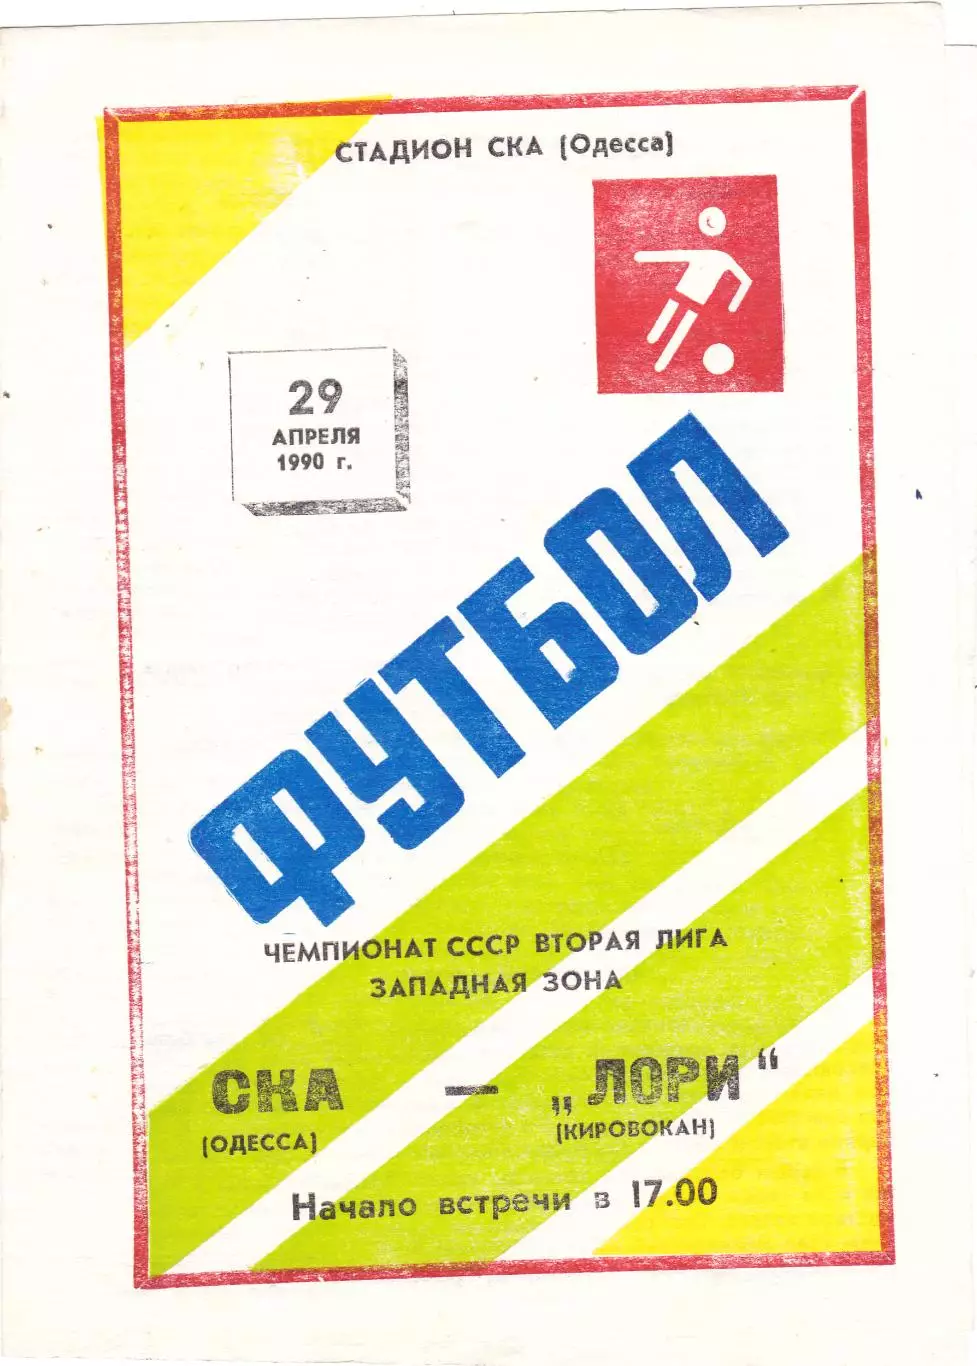 СТАДИОН СКА (Одесса)
29
АПРЕЛЯ
1990 г.
ФУТБОЛ
ЧЕМПИОНАТ СССР ВТОРАЯ ЛИГА
ЗАПАДНАЯ ЗОНА
СКА — „ЛОРИ“
(ОДЕССА) (КИРОВОКАН)
Начало встречи в 17.00